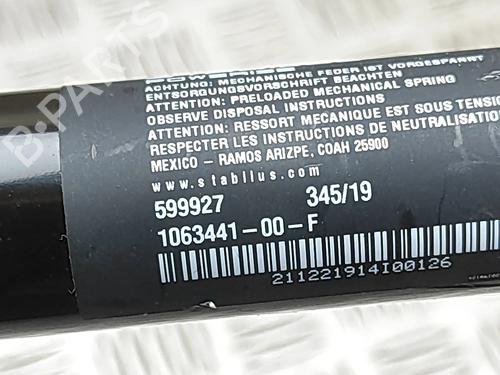 POWERISE
ACHTUNG: MECHANISCHE FEDER IST VORGESPANNT
ENTSORGUNGSVORSCHRIFT BEACHTEN
ATTENTION: PRELOADED MECHANICAL SPRING
OBSERVE DISPOSAL INSTRUCTIONS
ATTENTION: RESSORT MECANIQUE EST SOUS TENSI
RESPECTER LES INSTRUCTIONS DE NEUTRALISATION
MEXICO - RAMOS ARIZPE, COAH 25900
www.stabilus.com
599927 345/19
1063441-00-F
211221914I00126
B-PARTS